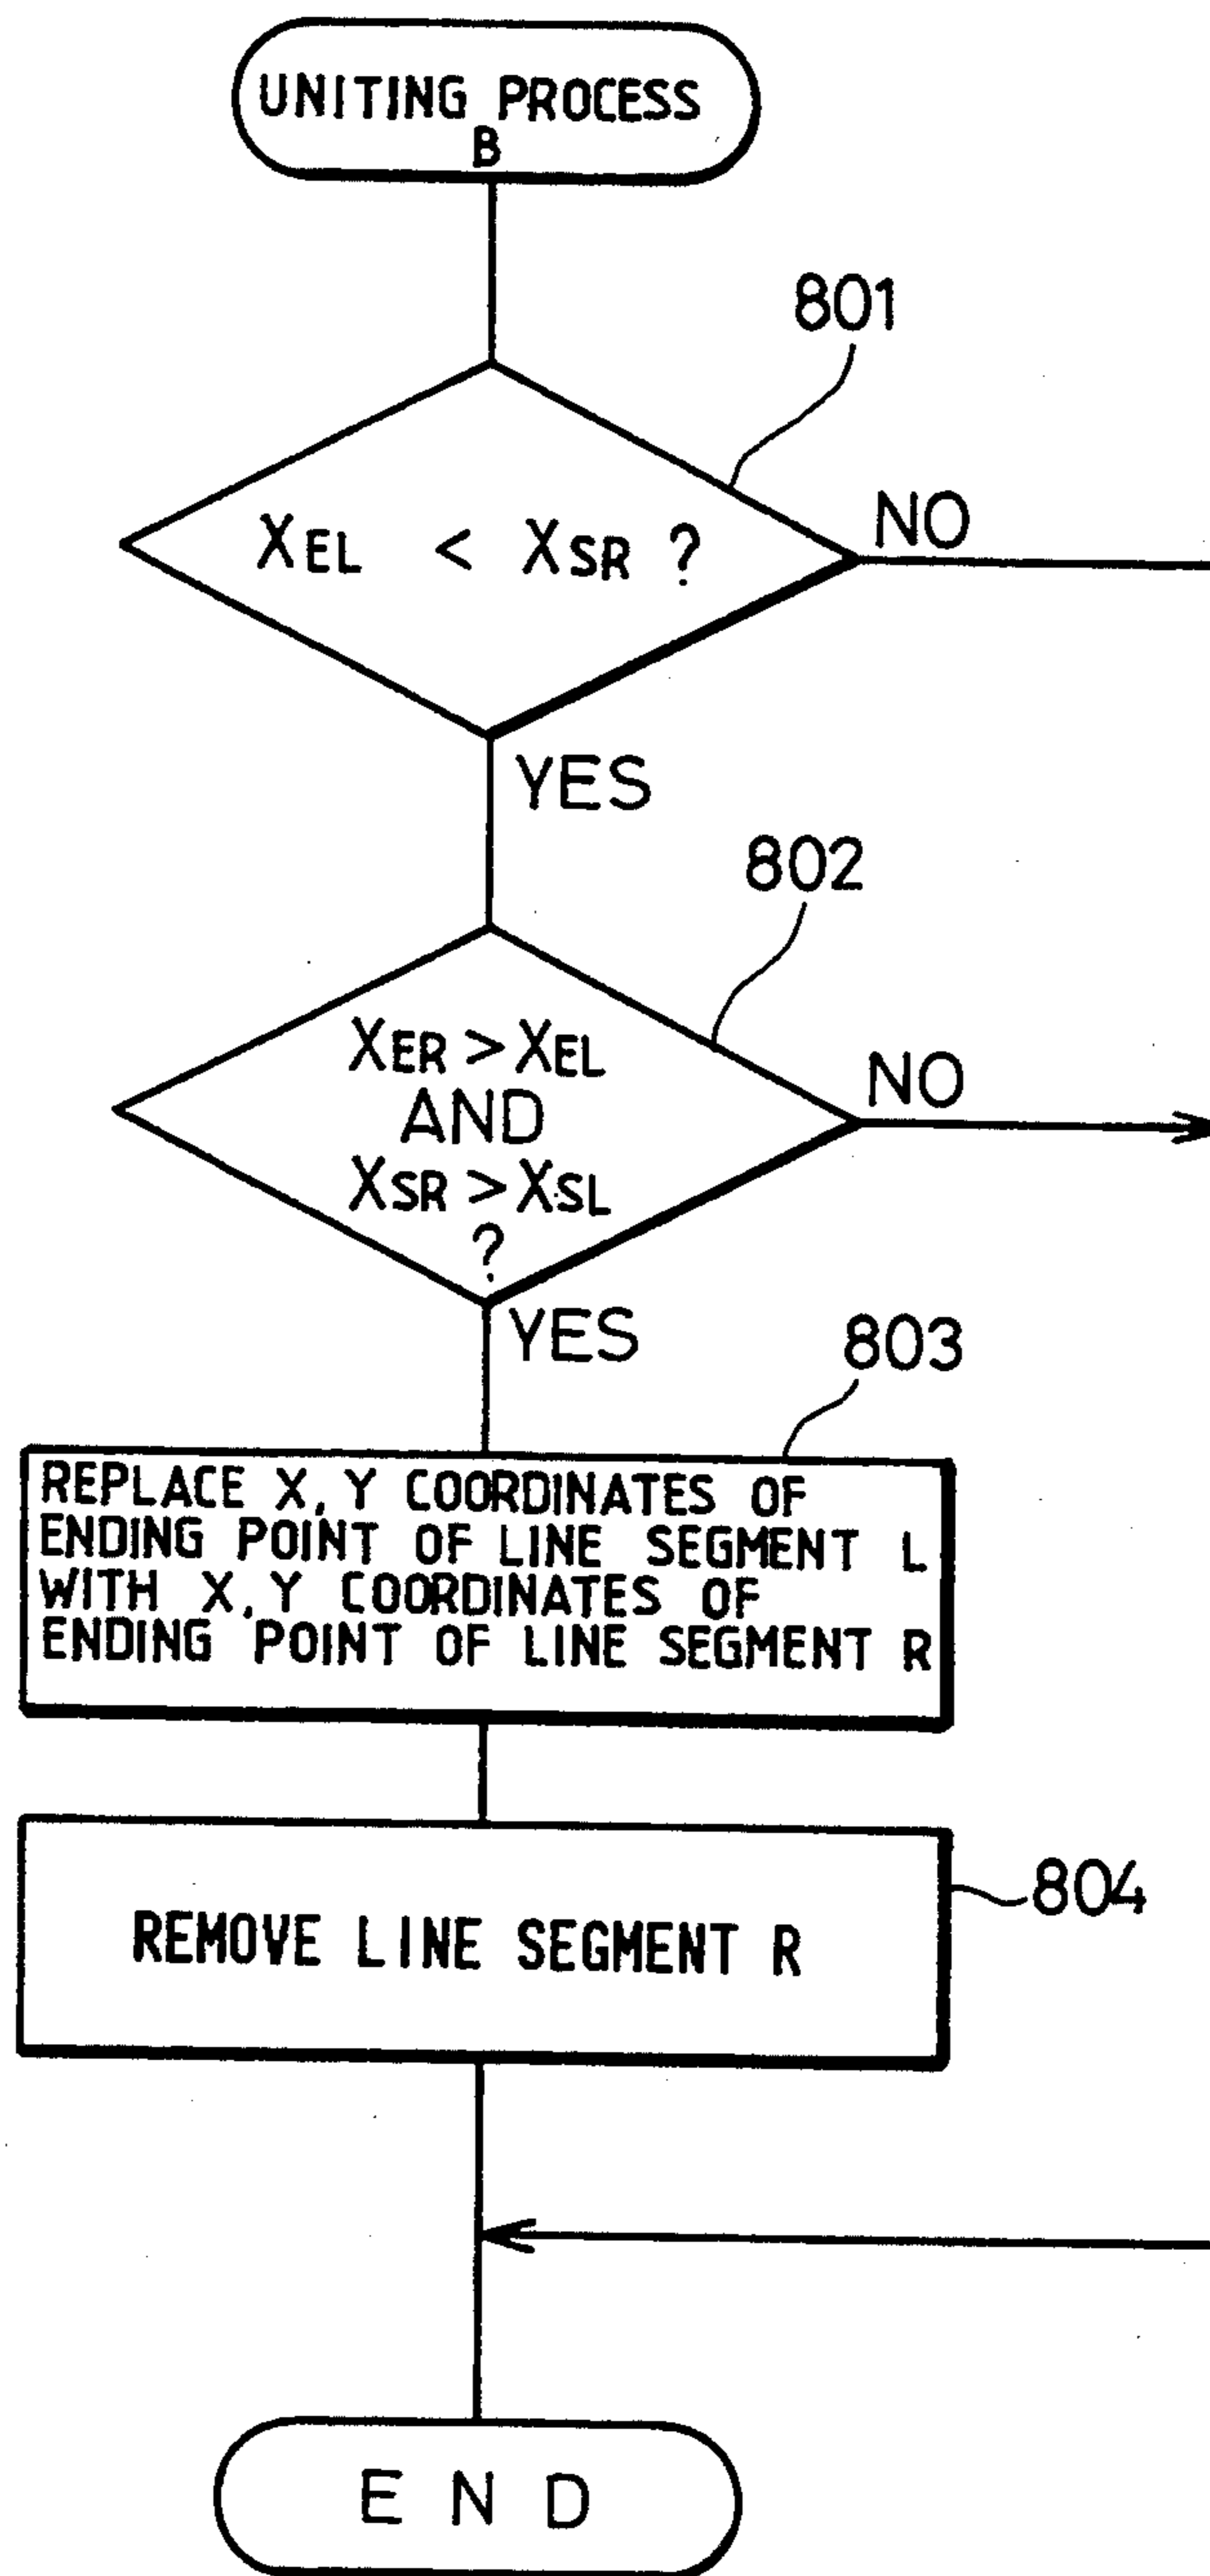 UNITING PROCESS
B
801
XEL < XSR ?
NO
YES
802
XER > XEL
AND
XSR > XSL
?
NO
YES
803
REPLACE X, Y COORDINATES OF
ENDING POINT OF LINE SEGMENT L
WITH X, Y COORDINATES OF
ENDING POINT OF LINE SEGMENT R
804
REMOVE LINE SEGMENT R
END